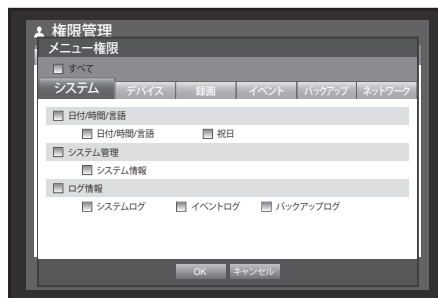 権限管理
メニュー権限
すべて
システム デバイス 録画 イベント バックアップ ネットワーク
日付/時間/言語
日付/時間/言語 祝日
システム管理
システム情報
ログ情報
システムログ イベントログ バックアップログ
OK キャンセル